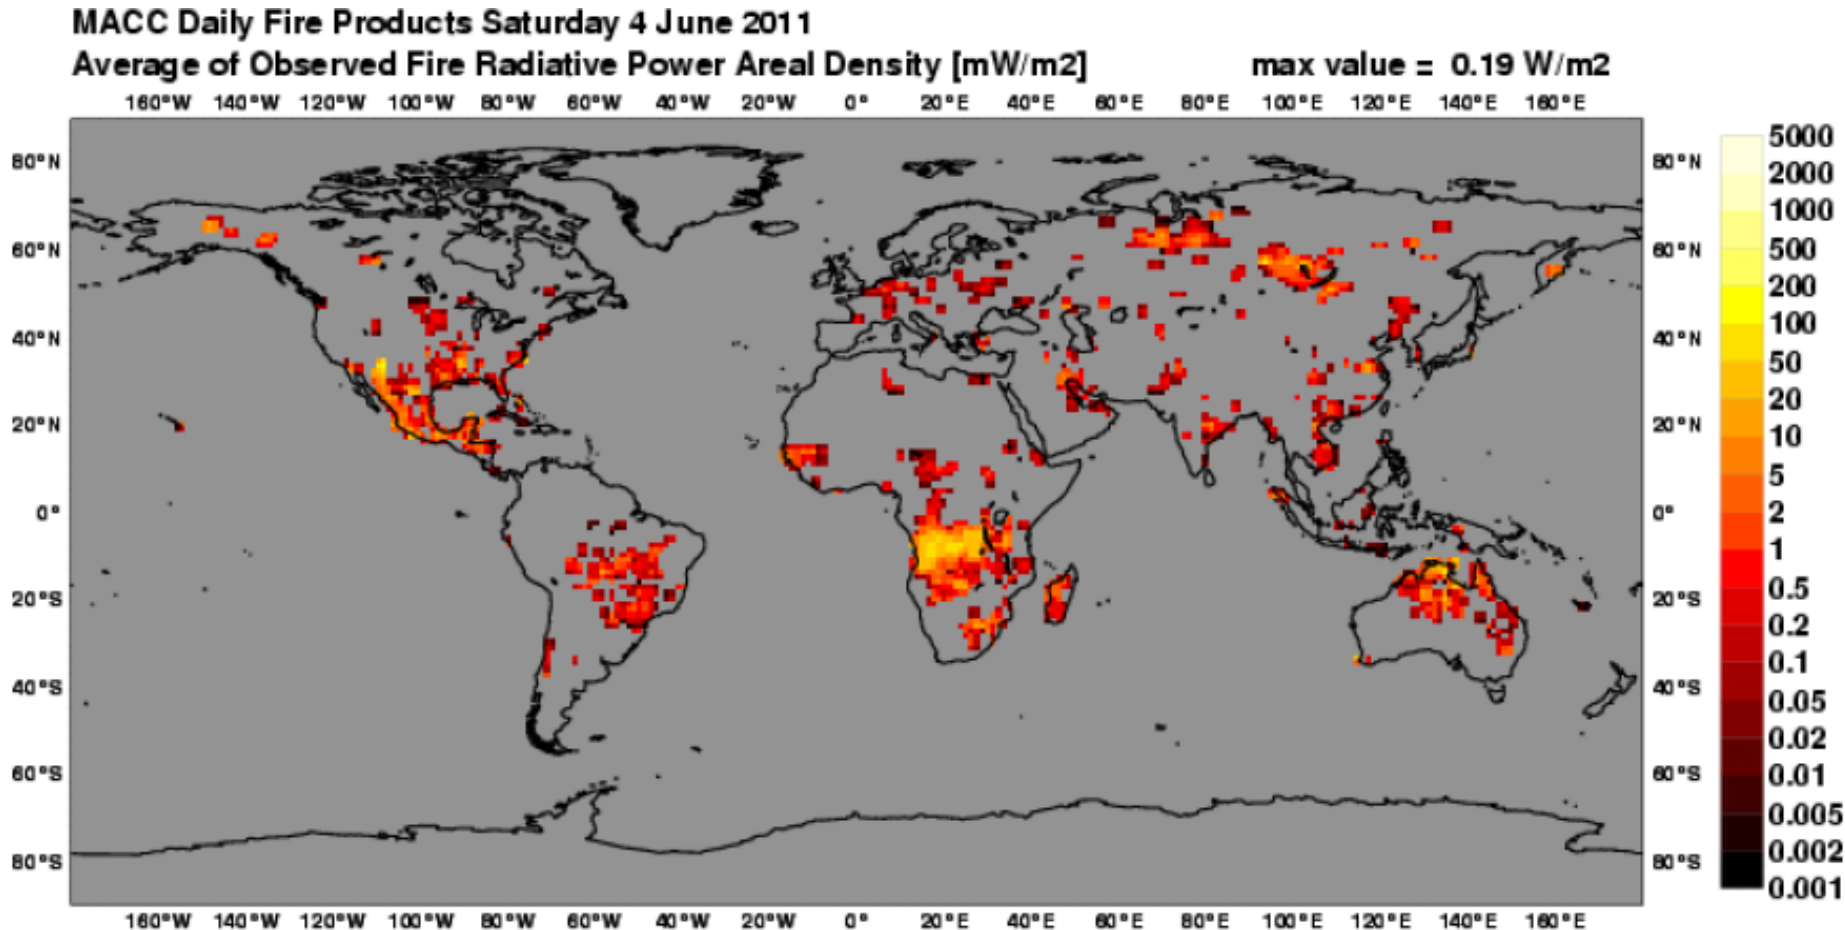 MACC Daily Fire Products Saturday 4 June 2011
Average of Observed Fire Radiative Power Areal Density [mW/m2] max value = 0.19 W/m2
160°W 140°W 120°W 100°W 80°W 60°W 40°W 20°W 0° 20°E 40°E 60°E 80°E 100°E 120°E 140°E 160°E
80°N 80°N
60°N 60°N
40°N 40°N
20°N 20°N
0° 0°
20°S 20°S
40°S 40°S
60°S 60°S
80°S 80°S
160°W 140°W 120°W 100°W 80°W 60°W 40°W 20°W 0° 20°E 40°E 60°E 80°E 100°E 120°E 140°E 160°E
5000
2000
1000
500
200
100
50
20
10
5
2
1
0.5
0.2
0.1
0.05
0.02
0.01
0.005
0.002
0.001